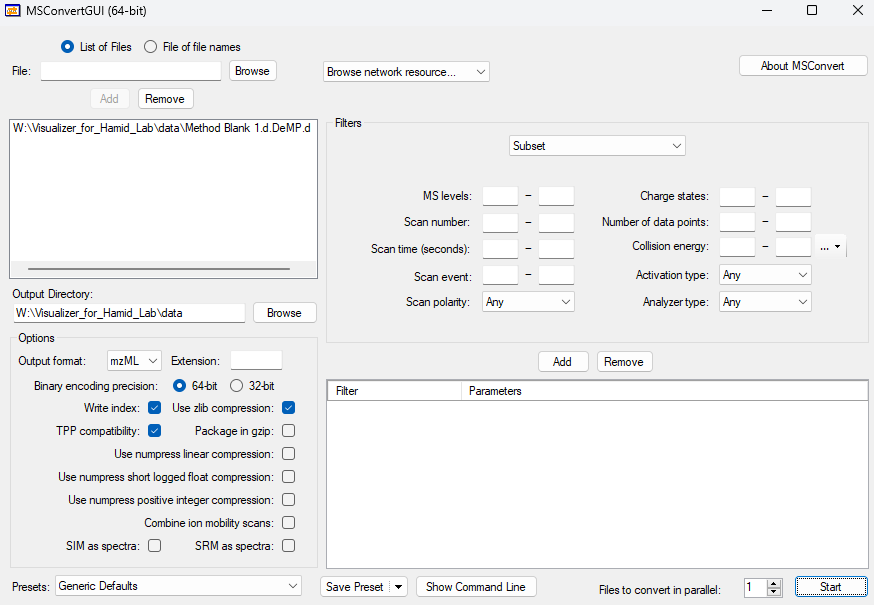 MSConvertGUI (64-bit)
List of Files File of file names
File: Browse Browse network resource... About MSConvert
Add Remove
W:\Visualizer_for_Hamid_Lab\data\Method Blank 1.d.DeMP.d
Filters
Subset
MS levels: – Charge states: –
Scan number: – Number of data points: –
Scan time (seconds): – Collision energy: – ...
Scan event: – Activation type: Any
Scan polarity: Any Analyzer type: Any
Output Directory:
W:\Visualizer_for_Hamid_Lab\data Browse
Options
Output format: mzML Extension:
Binary encoding precision: 64-bit 32-bit
Write index: Use zlib compression:
TPP compatibility: Package in gzip:
Use numpress linear compression:
Use numpress short logged float compression:
Use numpress positive integer compression:
Combine ion mobility scans:
SIM as spectra: SRM as spectra:
Add Remove
Filter Parameters
Presets: Generic Defaults Save Preset Show Command Line Files to convert in parallel: 1 Start